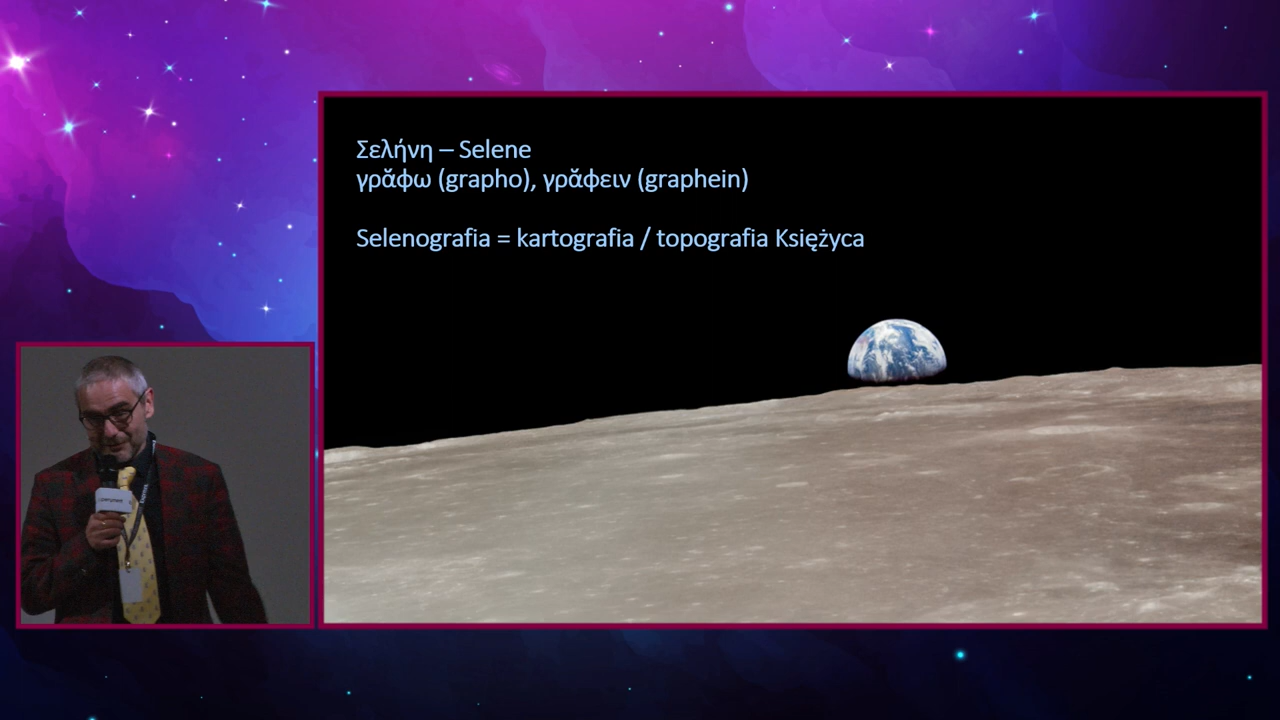 Σελήνη – Selene
γρᾰ́φω (grapho), γρᾰ́φειν (graphein)
Selenografia = kartografia / topografia Księżyca